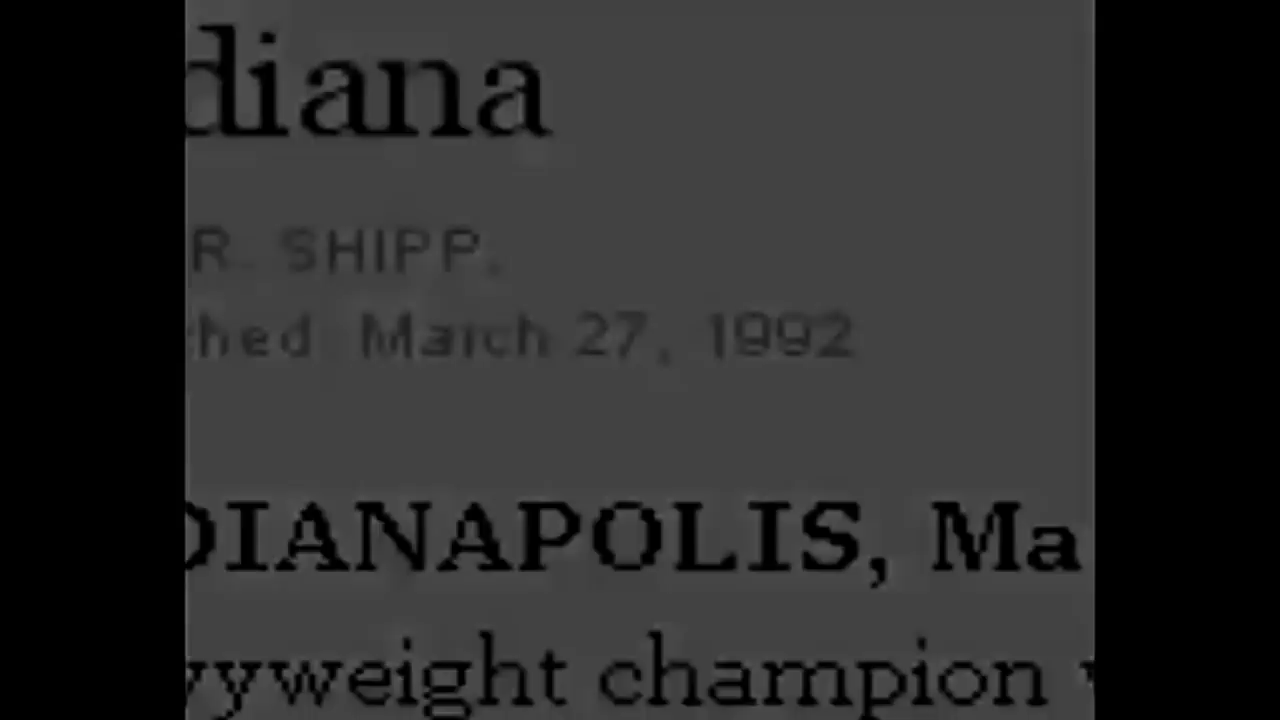 diana
R. SHIPP,
hed: March 27, 1992
DIANAPOLIS, Ma
yweight champion